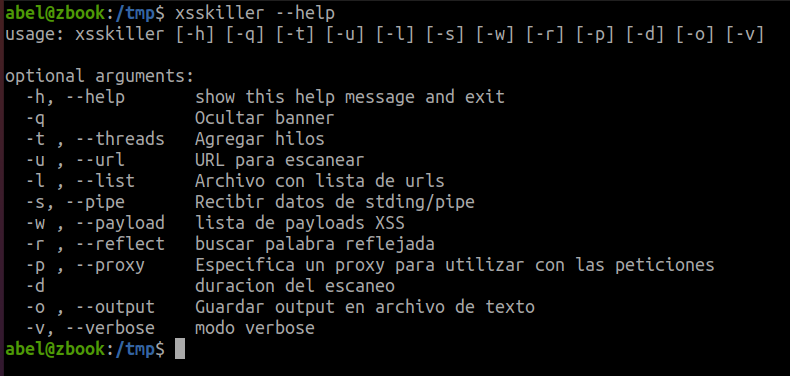 abel@zbook:/tmp$ xsskiller --help
usage: xsskiller [-h] [-q] [-t] [-u] [-l] [-s] [-w] [-r] [-p] [-d] [-o] [-v]
optional arguments:
-h, --help show this help message and exit
-q Ocultar banner
-t , --threads Agregar hilos
-u , --url URL para escanear
-l , --list Archivo con lista de urls
-s, --pipe Recibir datos de stding/pipe
-w , --payload lista de payloads XSS
-r , --reflect buscar palabra reflejada
-p , --proxy Especifica un proxy para utilizar con las peticiones
-d duracion del escaneo
-o , --output Guardar output en archivo de texto
-v, --verbose modo verbose
abel@zbook:/tmp$